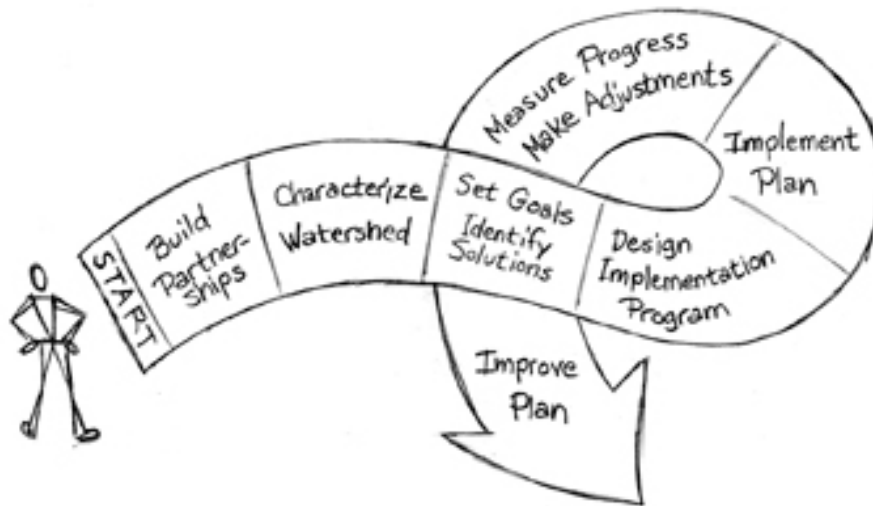 START
Build
Partner-
ships
Characterize
Watershed
Set Goals
Identify
Solutions
Design
Implementation
Program
Implement
Plan
Measure Progress
Make Adjustments
Improve
Plan